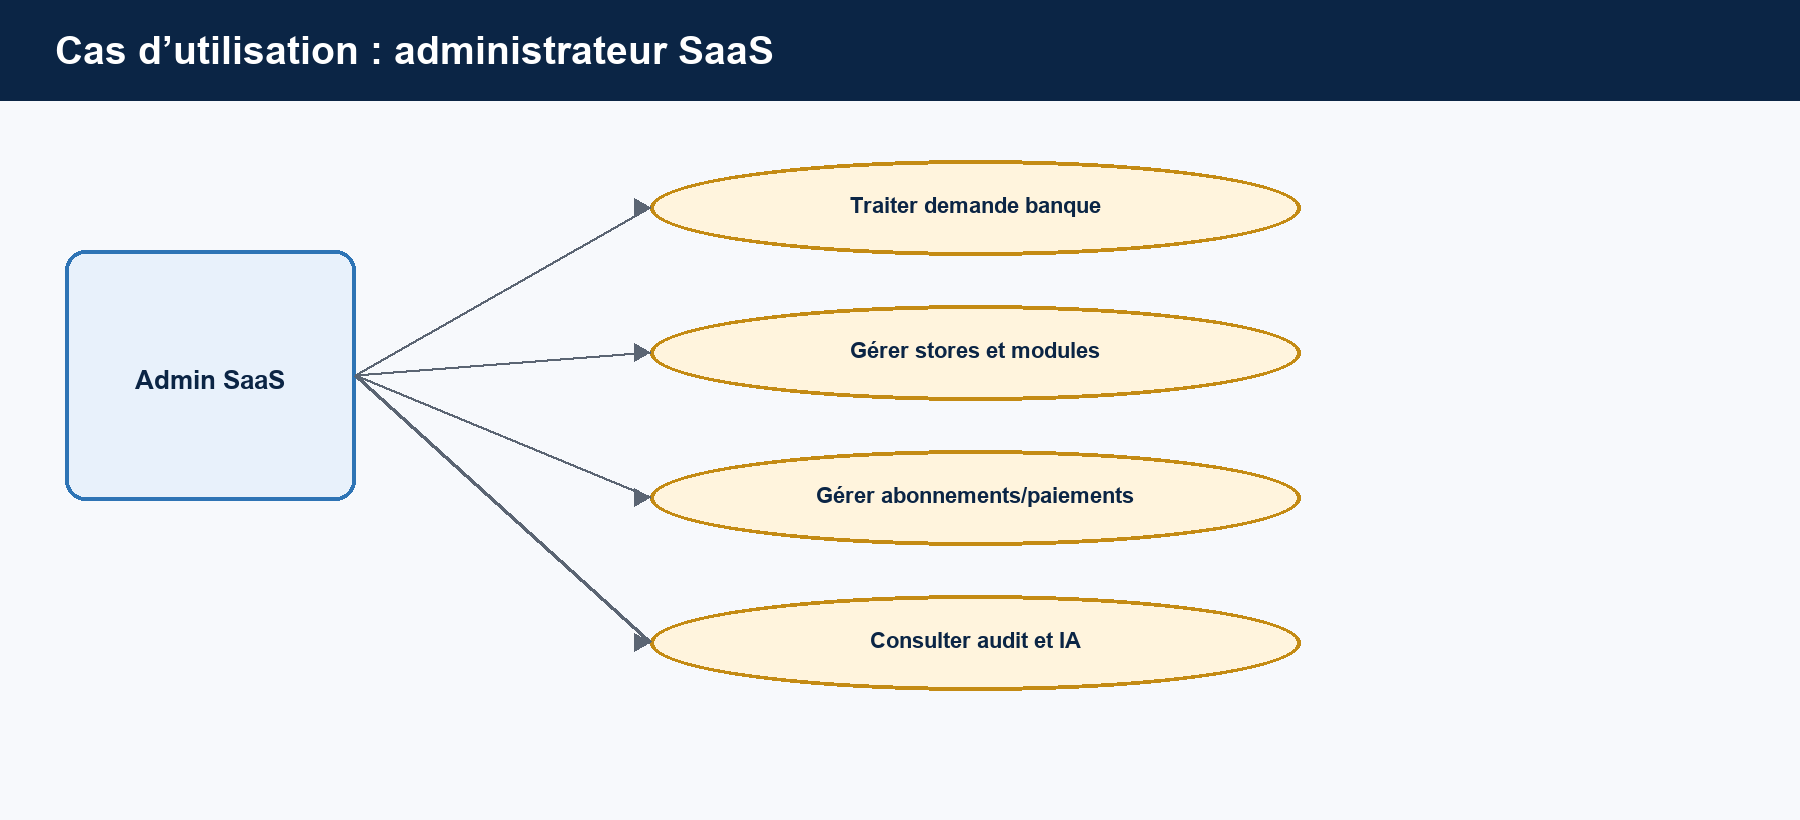 Cas d’utilisation : administrateur SaaS
Traiter demande banque
Gérer stores et modules
Admin SaaS
Gérer abonnements/paiements
Consulter audit et IA